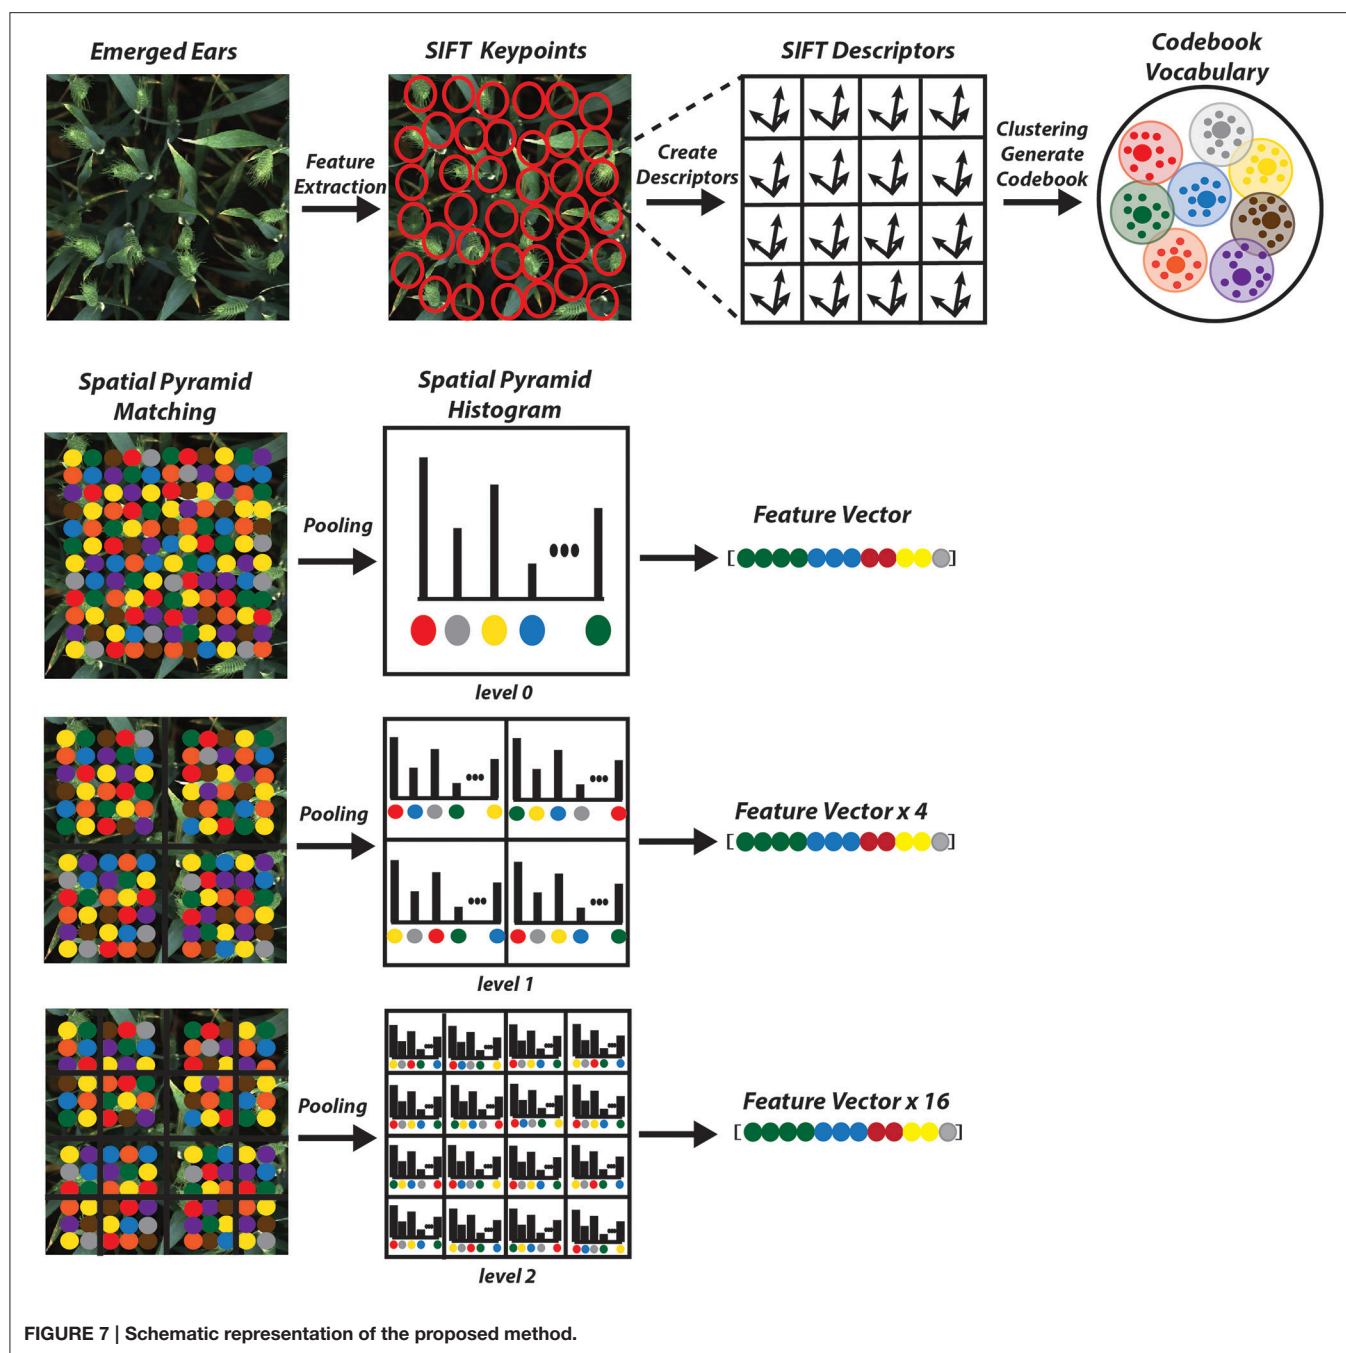 Emerged Ears
SIFT Keypoints
SIFT Descriptors
Codebook
Vocabulary
Feature
Extraction
Create
Descriptors
Clustering
Generate
Codebook
Spatial Pyramid
Matching
Spatial Pyramid
Histogram
Pooling
Feature Vector
[ ]
level 0
Pooling
Feature Vector x 4
[ ]
level 1
Pooling
Feature Vector x 16
[ ]
level 2
FIGURE 7 | Schematic representation of the proposed method.